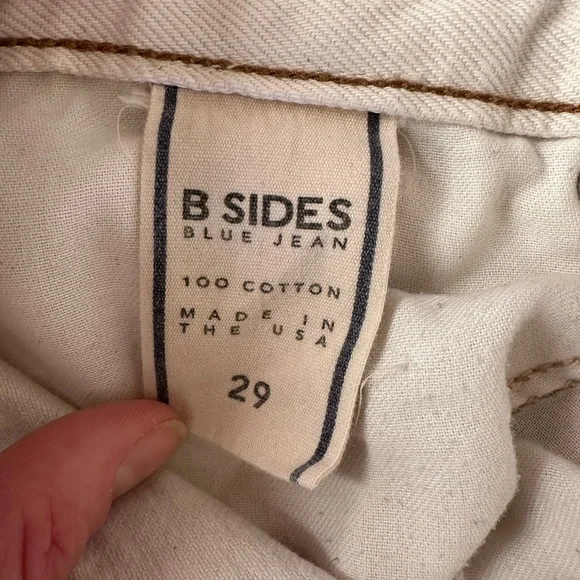 B SIDES
BLUE JEAN
100 COTTON
MADE IN
THE USA
29